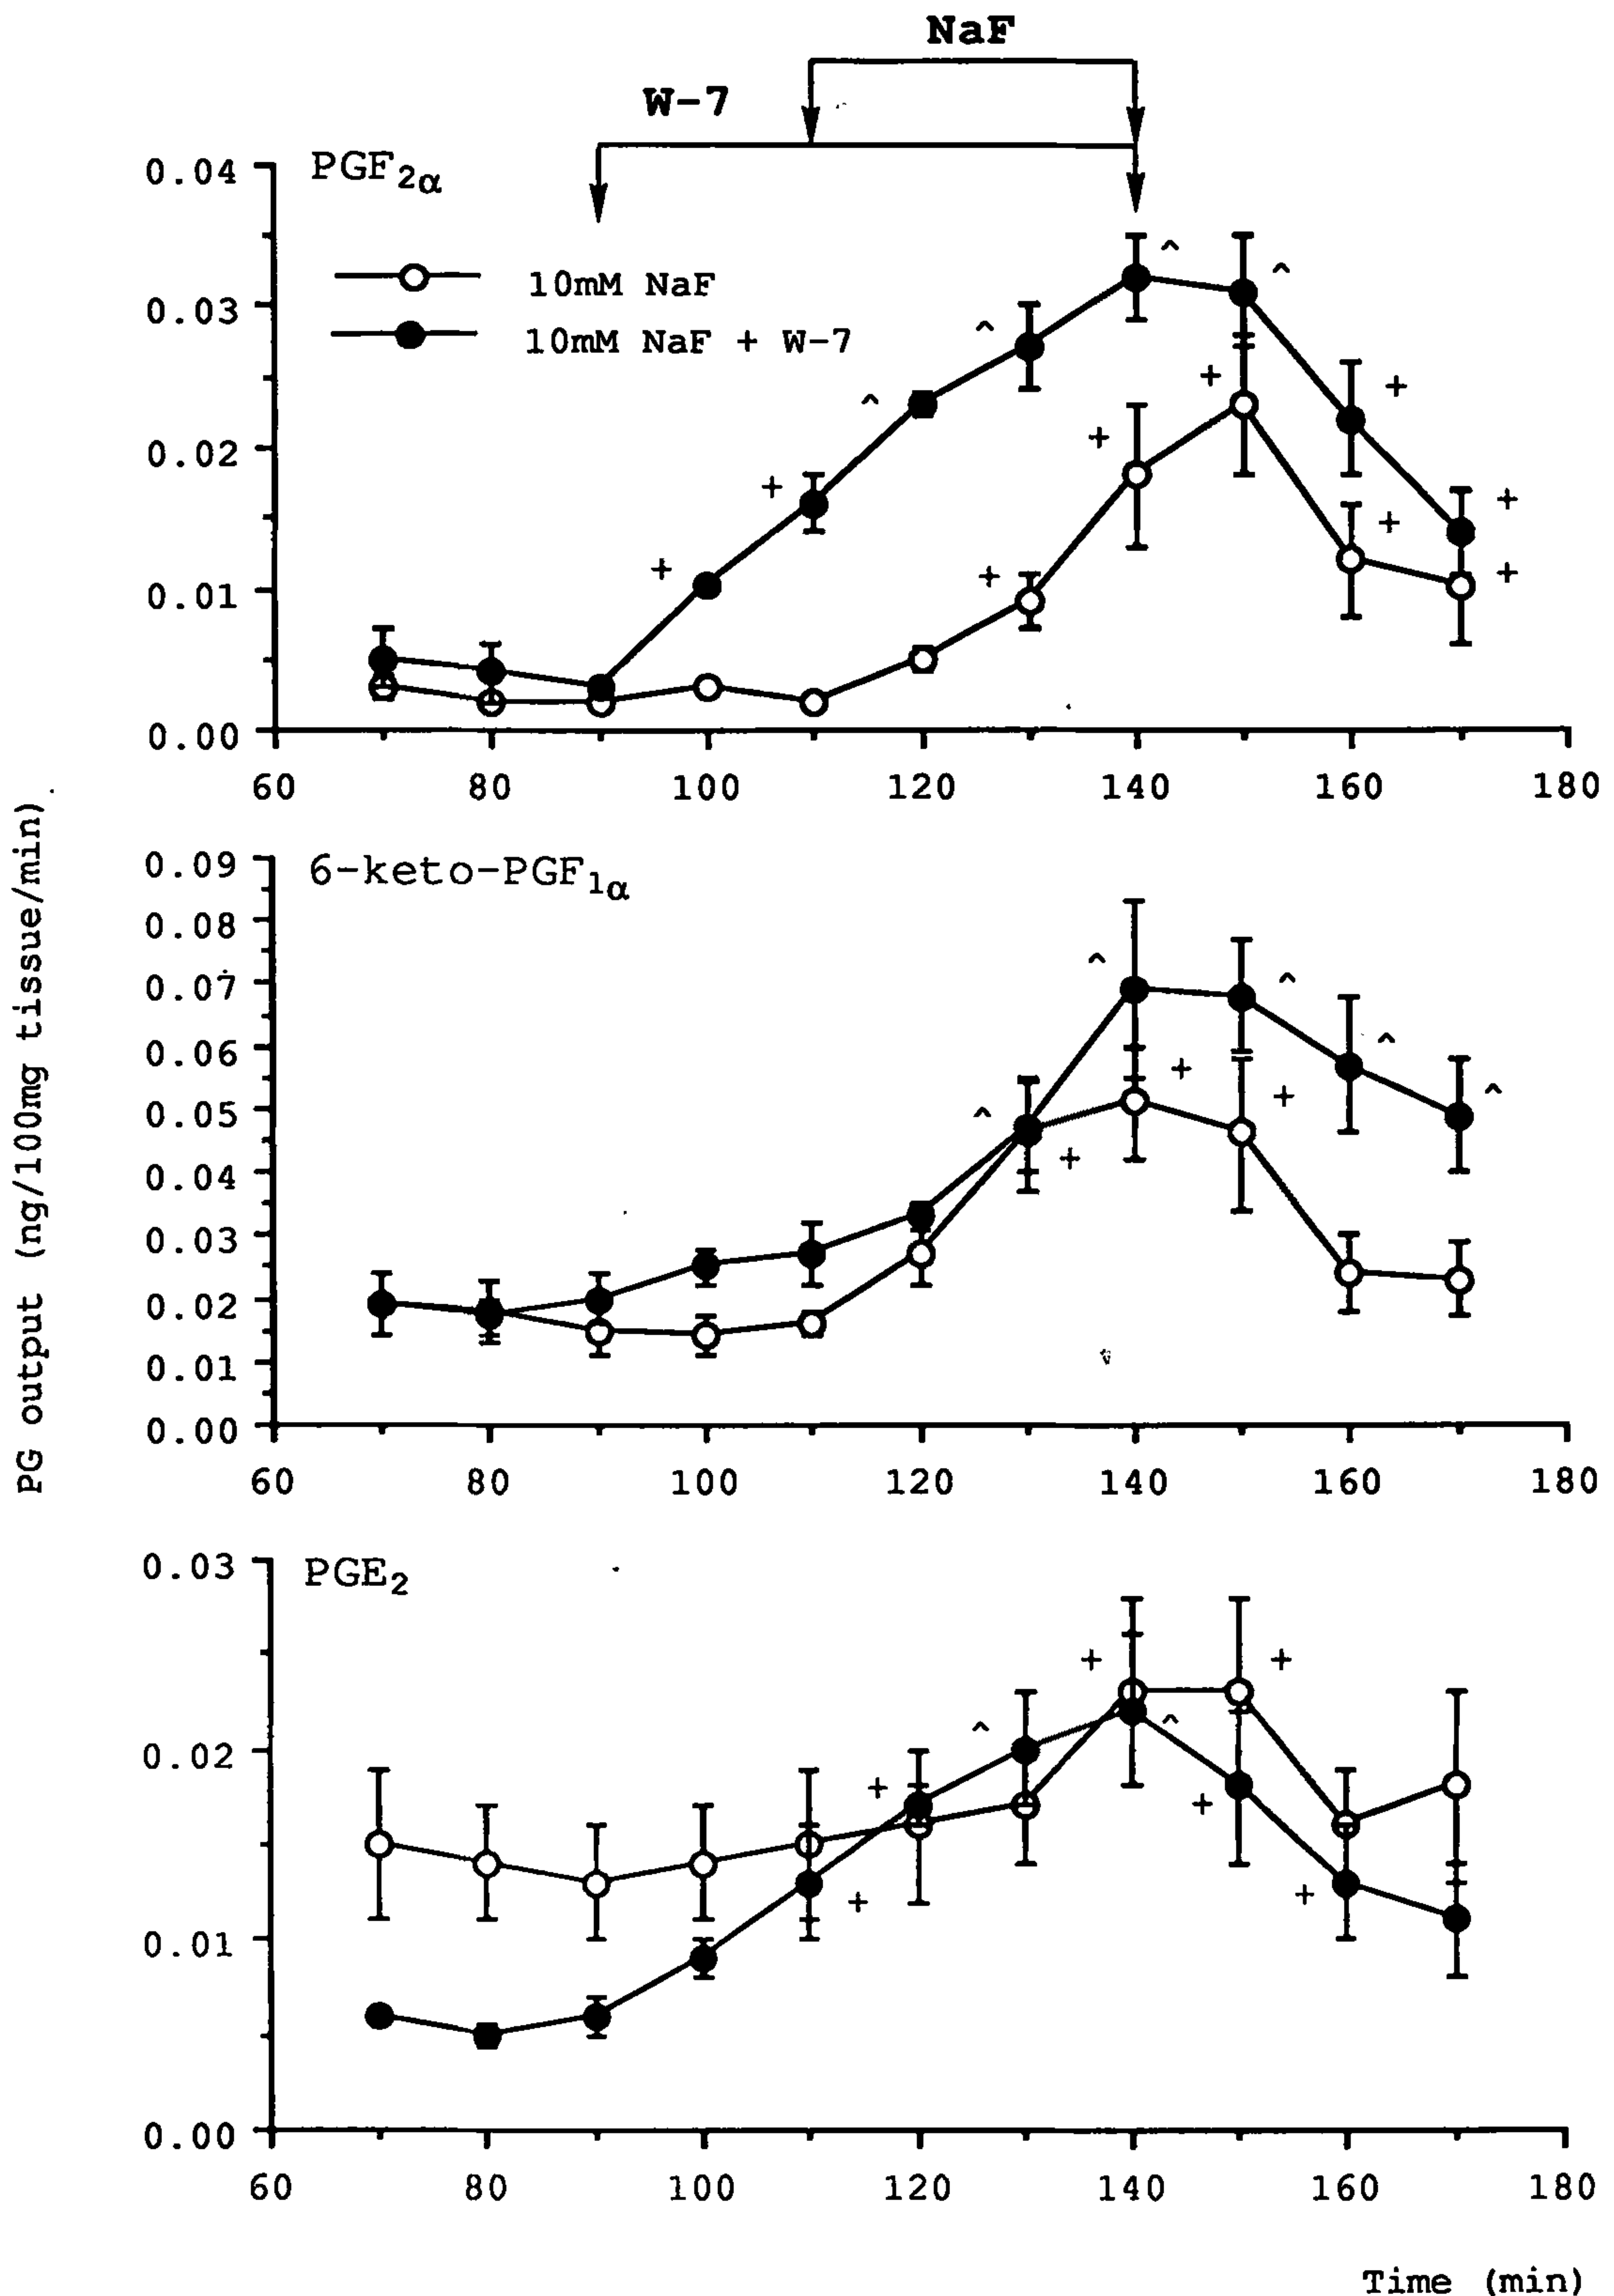 NaF
W-7
0.04
PGF2α
10mM NaF
0.03
10mM NaF + W-7
0.02
0.01
0.00
60 80 100 120 140 160 180
PG output (ng/100mg tissue/min)
0.09
6-keto-PGF1α
0.08
0.07
0.06
0.05
0.04
0.03
0.02
0.01
0.00
60 80 100 120 140 160 180
0.03
PGE2
0.02
0.01
0.00
60 80 100 120 140 160 180
Time (min)